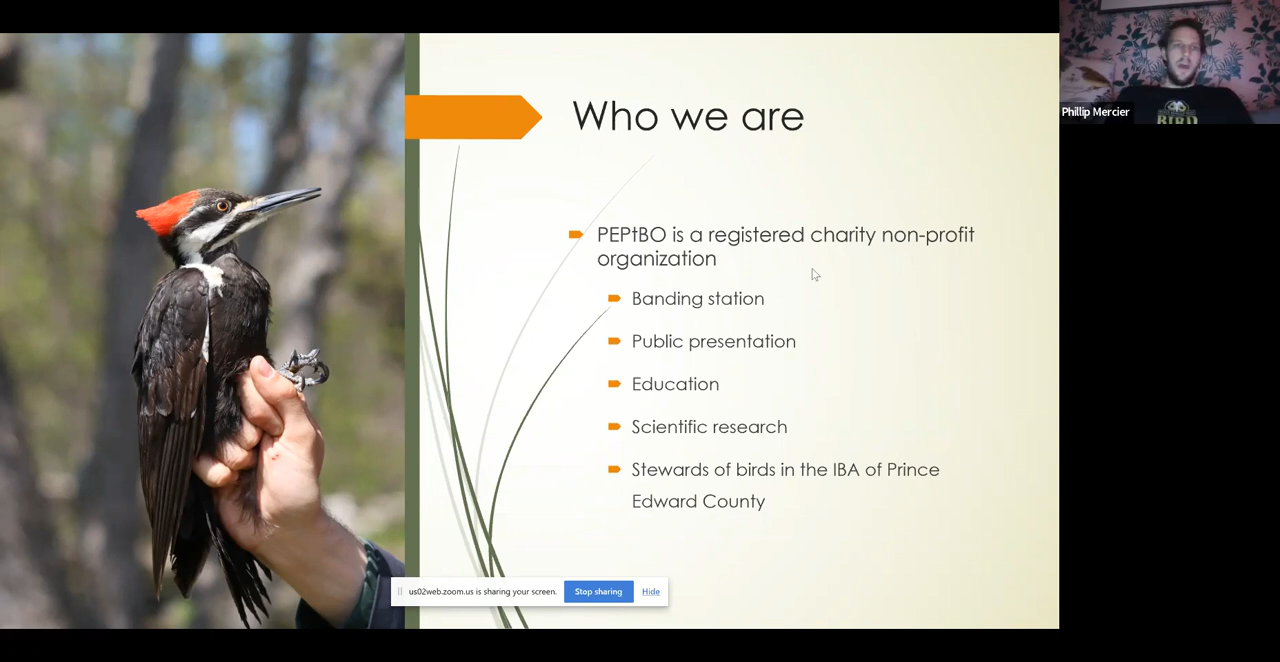 Who we are
PEPtBO is a registered charity non-profit
organization
Banding station
Public presentation
Education
Scientific research
Stewards of birds in the IBA of Prince
Edward County
us02web.zoom.us is sharing your screen. Stop sharing Hide
Phillip Mercier
BIRD